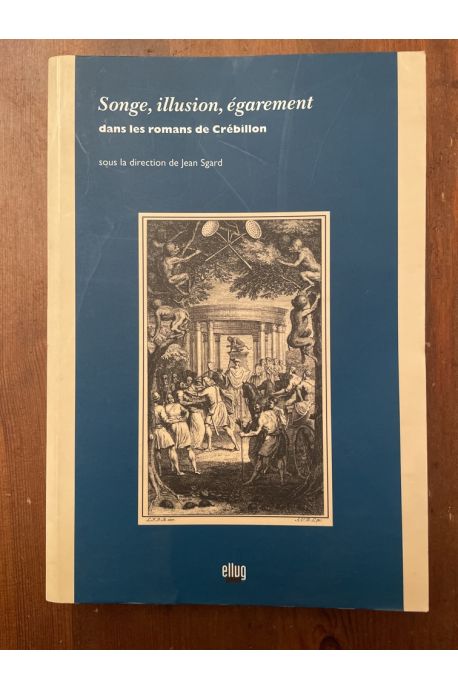 Songe, illusion, égarement
dans les romans de Crébillon
sous la direction de Jean Sgard
ellug